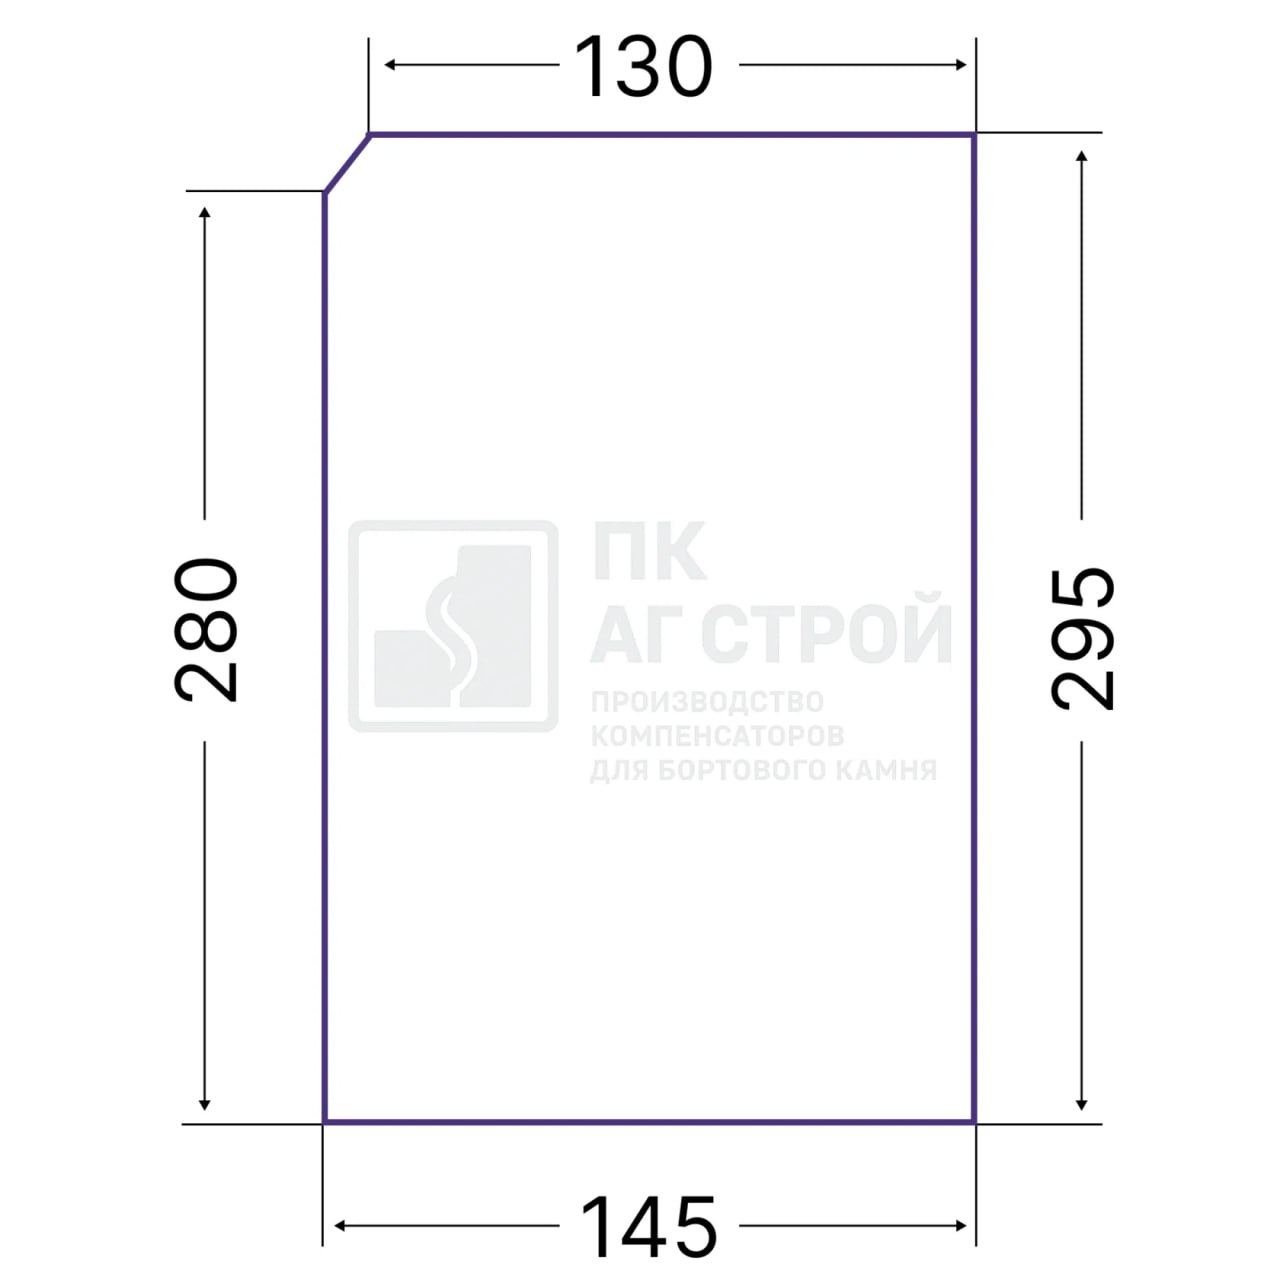 130
280
295
ПК
АГ СТРОЙ
ПРОИЗВОДСТВО
КОМПЕНСАТОРОВ
ДЛЯ БОРТОВОГО КАМНЯ
145